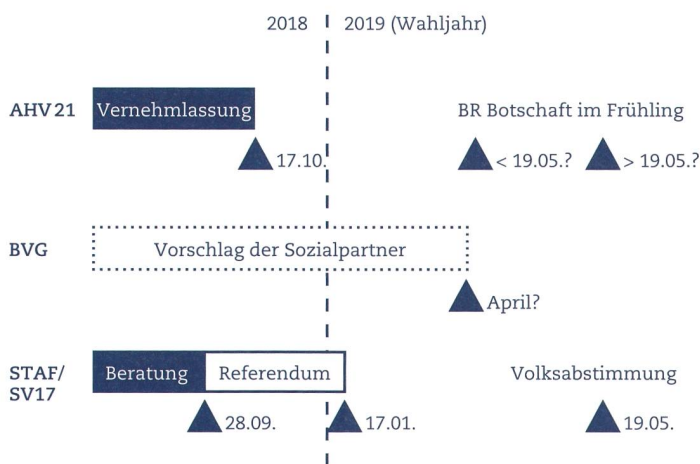 2018 2019 (Wahljahr)
AHV 21 Vernehmlassung BR Botschaft im Frühling
17.10. < 19.05.? > 19.05.?
BVG Vorschlag der Sozialpartner
April?
STAF/ Beratung Referendum Volksabstimmung
SV17
28.09. 17.01. 19.05.